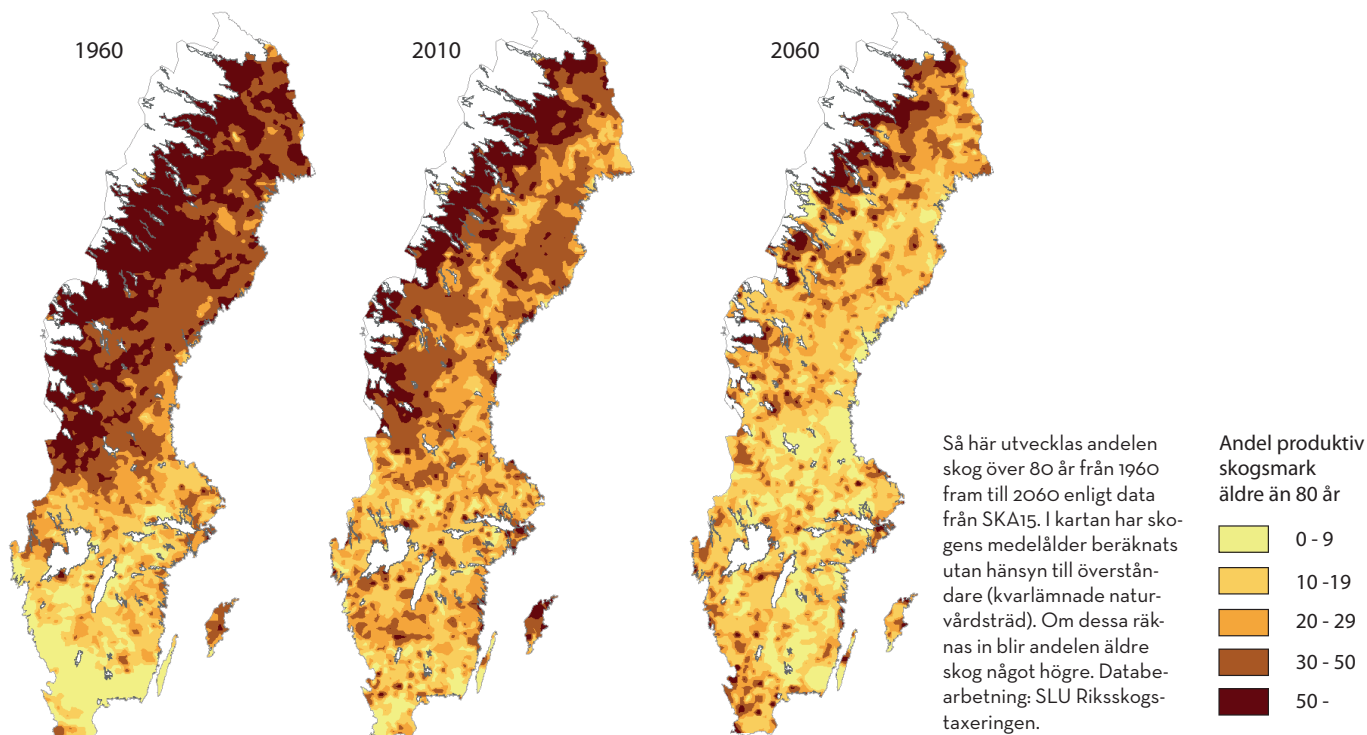 1960
2010
2060
Så här utvecklas andelen
skog över 80 år från 1960
fram till 2060 enligt data
från SKA15. I kartan har sko-
gens medelålder beräknats
utan hänsyn till överstån-
dare (kvarlämnade natur-
vårdsträd). Om dessa räk-
nas in blir andelen äldre
skog något högre. Databe-
arbetning: SLU Riksskogs-
taxeringen.
Andel produktiv
skogsmark
äldre än 80 år
0 - 9
10 -19
20 - 29
30 - 50
50 -